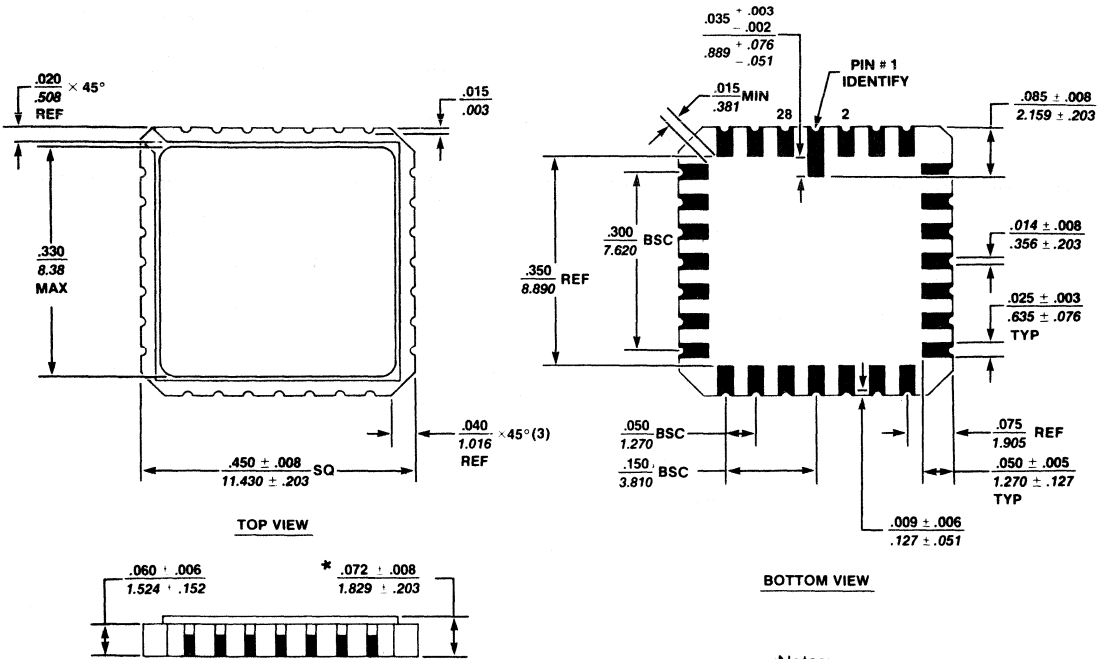 .020 × 45°
.508
REF
.015
.003
.330
8.38
MAX
.040 ×45°(3)
1.016
REF
.450 ± .008 SQ
11.430 ± .203
TOP VIEW
.060 ± .006
1.524 ± .152
* .072 ± .008
1.829 ± .203
.035 + .003
- .002
.889 + .076
- .051
PIN # 1
IDENTIFY
.015 MIN
.381
28
2
.085 ± .008
2.159 ± .203
.300 BSC
7.620
.350 REF
8.890
.014 ± .008
.356 ± .203
.025 ± .003
.635 ± .076
TYP
.050 BSC
1.270
.150 BSC
3.810
.075 REF
1.905
.050 ± .005
1.270 ± .127
TYP
.009 ± .006
.127 ± .051
BOTTOM VIEW